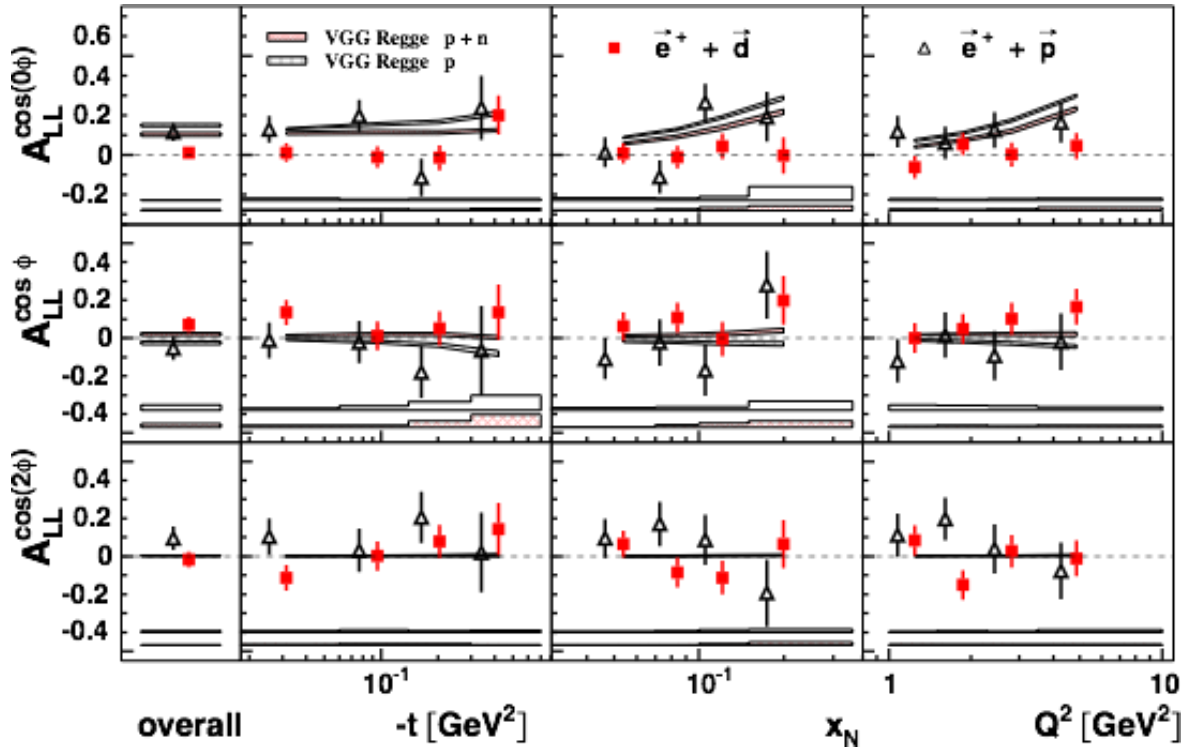 A_LL^cos(0φ)
0.6
0.4
0.2
0
-0.2
VGG Regge p + n
VGG Regge p
e⃗⁺ + d⃗
e⃗⁺ + p⃗
A_LL^cos φ
0.4
0.2
0
-0.2
-0.4
A_LL^cos(2φ)
0.4
0.2
0
-0.2
-0.4
10⁻¹
10⁻¹
1
10
overall
-t [GeV²]
x_N
Q² [GeV²]